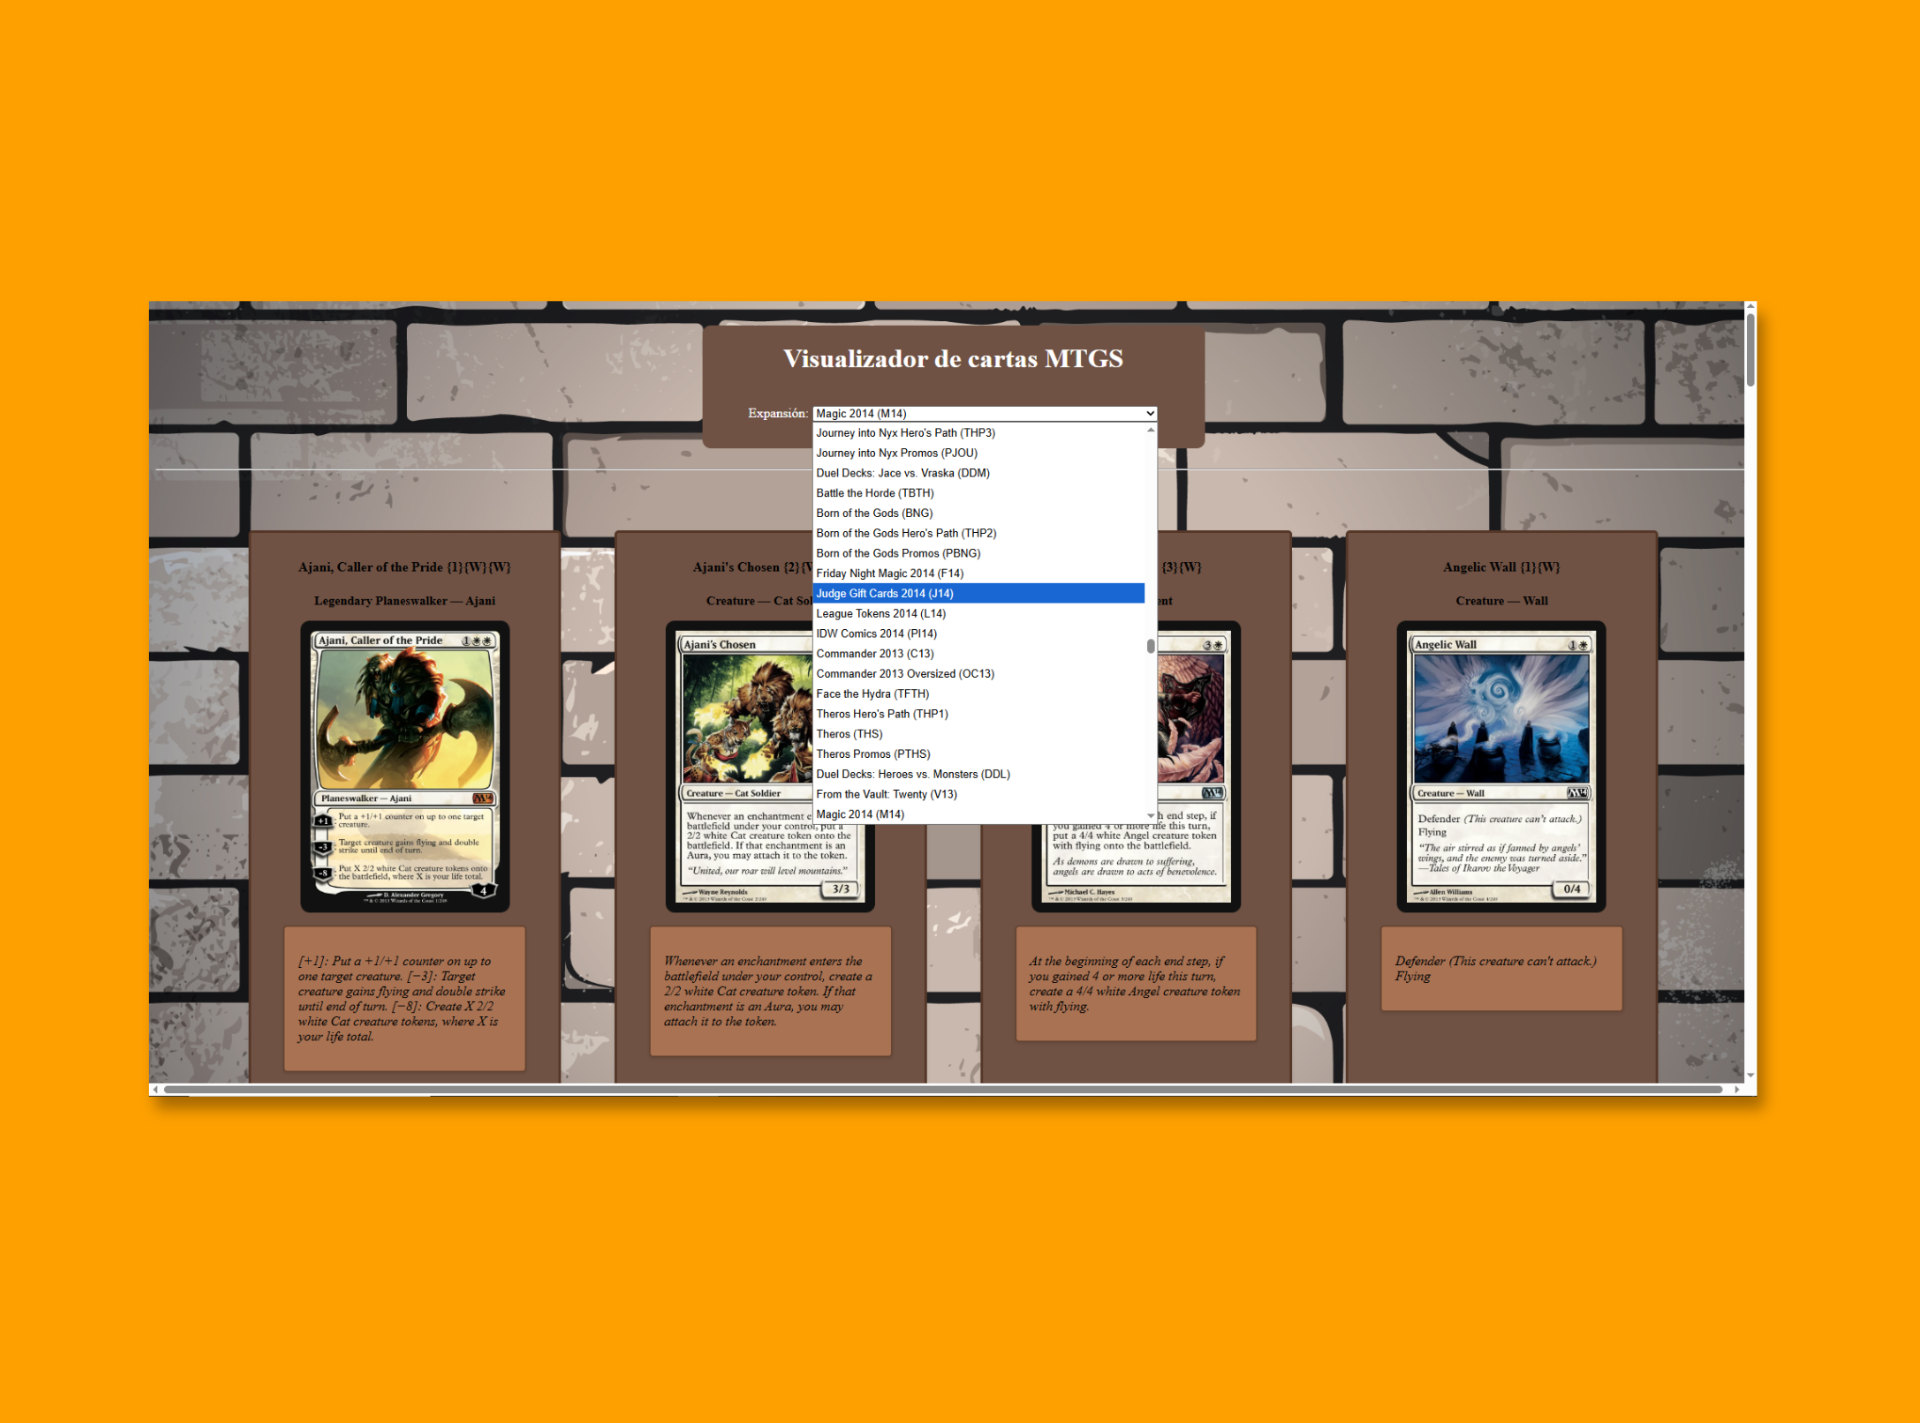 Visualizador de cartas MTGS
Expansión: Magic 2014 (M14)
Journey into Nyx Hero's Path (THP3)
Journey into Nyx Promos (PJOU)
Duel Decks: Jace vs. Vraska (DDM)
Battle the Horde (TBTH)
Born of the Gods (BNG)
Born of the Gods Hero's Path (THP2)
Born of the Gods Promos (PBNG)
Friday Night Magic 2014 (F14)
Judge Gift Cards 2014 (J14)
League Tokens 2014 (L14)
IDW Comics 2014 (PI14)
Commander 2013 (C13)
Commander 2013 Oversized (OC13)
Face the Hydra (TFTH)
Theros Hero's Path (THP1)
Theros (THS)
Theros Promos (PTHS)
Duel Decks: Heroes vs. Monsters (DDL)
From the Vault: Twenty (V13)
Magic 2014 (M14)
Ajani, Caller of the Pride {1}{W}{W}
Legendary Planeswalker — Ajani
Ajani, Caller of the Pride 1
Planeswalker — Ajani
+1 Put a +1/+1 counter on up to one target
creature.
-3 Target creature gains flying and double
strike until end of turn.
-8 Put X 2/2 white Cat creature tokens onto
the battlefield, where X is your life total.
4
D. Alexander Gregory
[+1]: Put a +1/+1 counter on up to
one target creature. [−3]: Target
creature gains flying and double strike
until end of turn. [−8]: Create X 2/2
white Cat creature tokens, where X is
your life total.
Ajani's Chosen {2}{
Creature — Cat Sol
Ajani's Chosen
Creature — Cat Soldier
Whenever an enchantment e
battlefield under your control, put a
2/2 white Cat creature token onto the
battlefield. If that enchantment is an
Aura, you may attach it to the token.
"United, our roar will level mountains."
3/3
Wayne Reynolds
Whenever an enchantment enters the
battlefield under your control, create a
2/2 white Cat creature token. If that
enchantment is an Aura, you may
attach it to the token.
{3}{W}
ent
3
M14
h end step, if
you gained 4 or more life this turn,
put a 4/4 white Angel creature token
with flying onto the battlefield.
As demons are drawn to suffering,
angels are drawn to acts of benevolence.
Michael C. Hayes
At the beginning of each end step, if
you gained 4 or more life this turn,
create a 4/4 white Angel creature token
with flying.
Angelic Wall {1}{W}
Creature — Wall
Angelic Wall 1
Creature — Wall M14
Defender (This creature can't attack.)
Flying
"The air stirred as if fanned by angels'
wings, and the enemy was turned aside."
—Tales of Ikarov the Voyager
0/4
Allen Williams
Defender (This creature can't attack.)
Flying